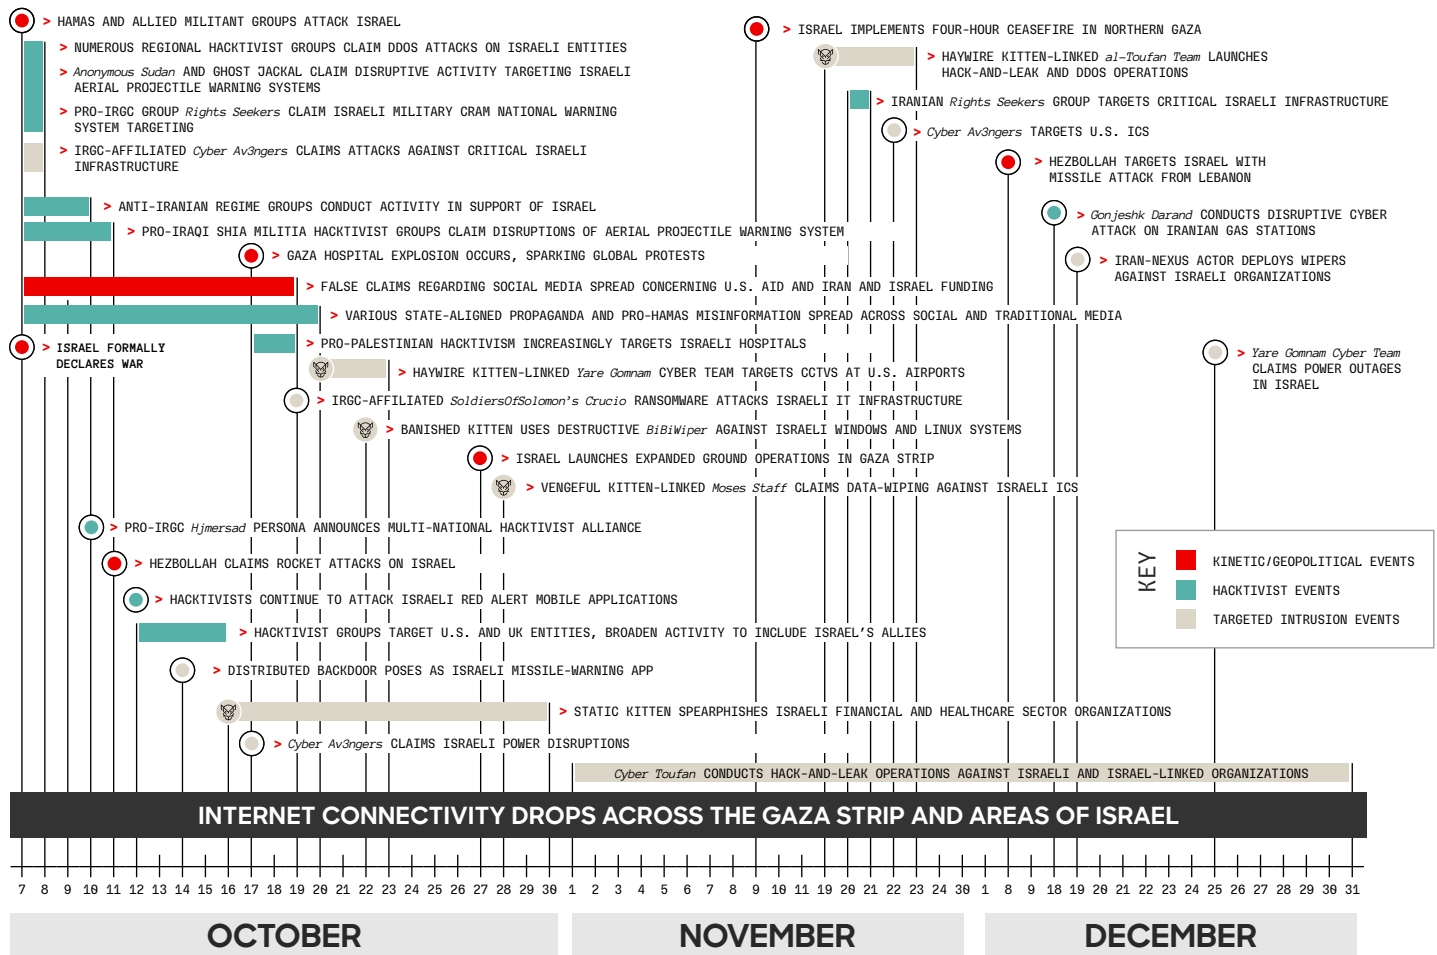 > HAMAS AND ALLIED MILITANT GROUPS ATTACK ISRAEL
> NUMEROUS REGIONAL HACKTIVIST GROUPS CLAIM DDOS ATTACKS ON ISRAELI ENTITIES
> Anonymous Sudan AND GHOST JACKAL CLAIM DISRUPTIVE ACTIVITY TARGETING ISRAELI
AERIAL PROJECTILE WARNING SYSTEMS
> PRO-IRGC GROUP Rights Seekers CLAIM ISRAELI MILITARY CRAM NATIONAL WARNING
SYSTEM TARGETING
> IRGC-AFFILIATED Cyber Av3ngers CLAIMS ATTACKS AGAINST CRITICAL ISRAELI
INFRASTRUCTURE
> ANTI-IRANIAN REGIME GROUPS CONDUCT ACTIVITY IN SUPPORT OF ISRAEL
> PRO-IRAQI SHIA MILITIA HACKTIVIST GROUPS CLAIM DISRUPTIONS OF AERIAL PROJECTILE WARNING SYSTEM
> GAZA HOSPITAL EXPLOSION OCCURS, SPARKING GLOBAL PROTESTS
> FALSE CLAIMS REGARDING SOCIAL MEDIA SPREAD CONCERNING U.S. AID AND IRAN AND ISRAEL FUNDING
> VARIOUS STATE-ALIGNED PROPAGANDA AND PRO-HAMAS MISINFORMATION SPREAD ACROSS SOCIAL AND TRADITIONAL MEDIA
> ISRAEL FORMALLY
DECLARES WAR
> PRO-PALESTINIAN HACKTIVISM INCREASINGLY TARGETS ISRAELI HOSPITALS
> HAYWIRE KITTEN-LINKED Yare Gomnam CYBER TEAM TARGETS CCTVS AT U.S. AIRPORTS
> IRGC-AFFILIATED SoldiersOfSolomon's Crucio RANSOMWARE ATTACKS ISRAELI IT INFRASTRUCTURE
> BANISHED KITTEN USES DESTRUCTIVE BiBiWiper AGAINST ISRAELI WINDOWS AND LINUX SYSTEMS
> ISRAEL LAUNCHES EXPANDED GROUND OPERATIONS IN GAZA STRIP
> VENGEFUL KITTEN-LINKED Moses Staff CLAIMS DATA-WIPING AGAINST ISRAELI ICS
> PRO-IRGC Hjmersad PERSONA ANNOUNCES MULTI-NATIONAL HACKTIVIST ALLIANCE
> HEZBOLLAH CLAIMS ROCKET ATTACKS ON ISRAEL
> HACKTIVISTS CONTINUE TO ATTACK ISRAELI RED ALERT MOBILE APPLICATIONS
> HACKTIVIST GROUPS TARGET U.S. AND UK ENTITIES, BROADEN ACTIVITY TO INCLUDE ISRAEL'S ALLIES
> DISTRIBUTED BACKDOOR POSES AS ISRAELI MISSILE-WARNING APP
> STATIC KITTEN SPEARPHISHES ISRAELI FINANCIAL AND HEALTHCARE SECTOR ORGANIZATIONS
> Cyber Av3ngers CLAIMS ISRAELI POWER DISRUPTIONS
> ISRAEL IMPLEMENTS FOUR-HOUR CEASEFIRE IN NORTHERN GAZA
> HAYWIRE KITTEN-LINKED al-Toufan Team LAUNCHES
HACK-AND-LEAK AND DDOS OPERATIONS
> IRANIAN Rights Seekers GROUP TARGETS CRITICAL ISRAELI INFRASTRUCTURE
> Cyber Av3ngers TARGETS U.S. ICS
> HEZBOLLAH TARGETS ISRAEL WITH
MISSILE ATTACK FROM LEBANON
> Gonjeshk Darand CONDUCTS DISRUPTIVE CYBER
ATTACK ON IRANIAN GAS STATIONS
> IRAN-NEXUS ACTOR DEPLOYS WIPERS
AGAINST ISRAELI ORGANIZATIONS
> Yare Gomnam Cyber Team
CLAIMS POWER OUTAGES
IN ISRAEL
KEY
KINETIC/GEOPOLITICAL EVENTS
HACKTIVIST EVENTS
TARGETED INTRUSION EVENTS
Cyber Toufan CONDUCTS HACK-AND-LEAK OPERATIONS AGAINST ISRAELI AND ISRAEL-LINKED ORGANIZATIONS
INTERNET CONNECTIVITY DROPS ACROSS THE GAZA STRIP AND AREAS OF ISRAEL
7 8 9 10 11 13 14 15 16 17 17 19 20 21 22 23 24 25 26 27 28 29 30 1 2 3 4 5 6 7 8 9 10 11 19 20 21 22 23 24 30 1 8 9 18 19 20 21 22 23 24 25 26 27 28 29 30 31
OCTOBER NOVEMBER DECEMBER